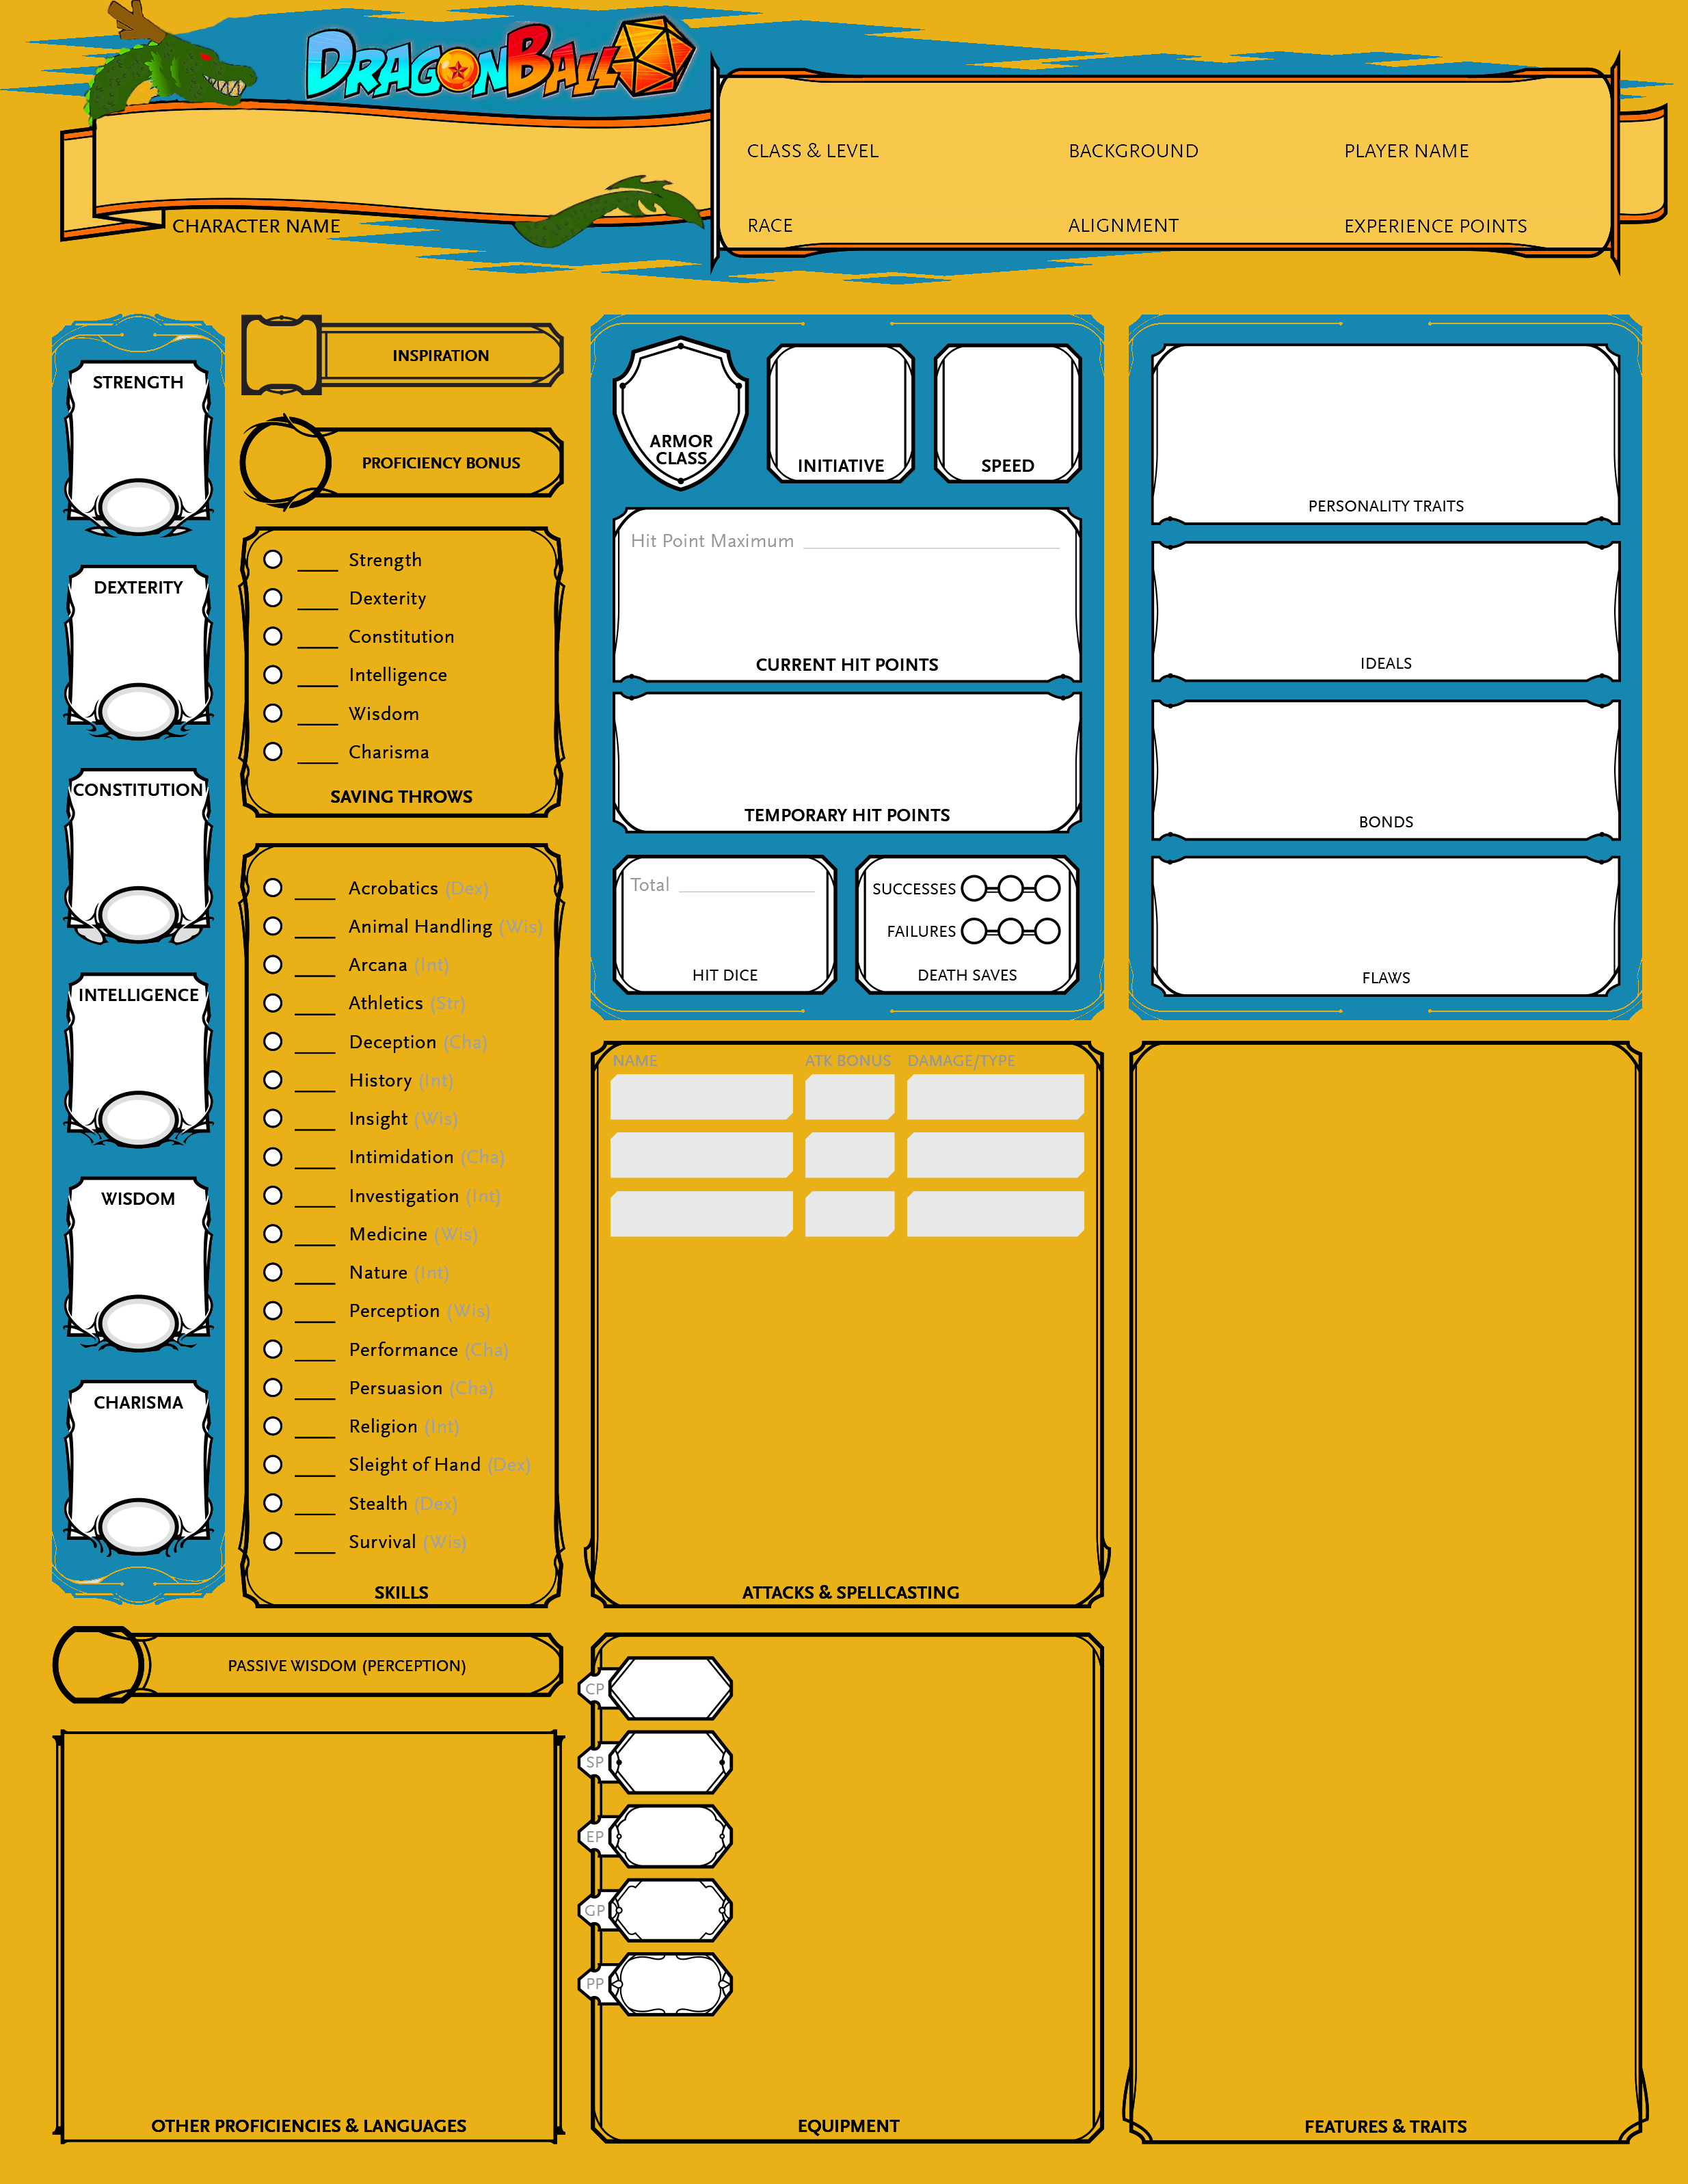 DRAGONBALL
CLASS & LEVEL
BACKGROUND
PLAYER NAME
CHARACTER NAME
RACE
ALIGNMENT
EXPERIENCE POINTS
STRENGTH
DEXTERITY
CONSTITUTION
INTELLIGENCE
WISDOM
CHARISMA
INSPIRATION
PROFICIENCY BONUS
Strength
Dexterity
Constitution
Intelligence
Wisdom
Charisma
SAVING THROWS
Acrobatics (Dex)
Animal Handling (Wis)
Arcana (Int)
Athletics (Str)
Deception (Cha)
History (Int)
Insight (Wis)
Intimidation (Cha)
Investigation (Int)
Medicine (Wis)
Nature (Int)
Perception (Wis)
Performance (Cha)
Persuasion (Cha)
Religion (Int)
Sleight of Hand (Dex)
Stealth (Dex)
Survival (Wis)
SKILLS
PASSIVE WISDOM (PERCEPTION)
OTHER PROFICIENCIES & LANGUAGES
ARMOR
CLASS
INITIATIVE
SPEED
Hit Point Maximum
CURRENT HIT POINTS
TEMPORARY HIT POINTS
Total
HIT DICE
SUCCESSES
FAILURES
DEATH SAVES
NAME
ATK BONUS
DAMAGE/TYPE
ATTACKS & SPELLCASTING
CP
SP
EP
GP
PP
EQUIPMENT
PERSONALITY TRAITS
IDEALS
BONDS
FLAWS
FEATURES & TRAITS